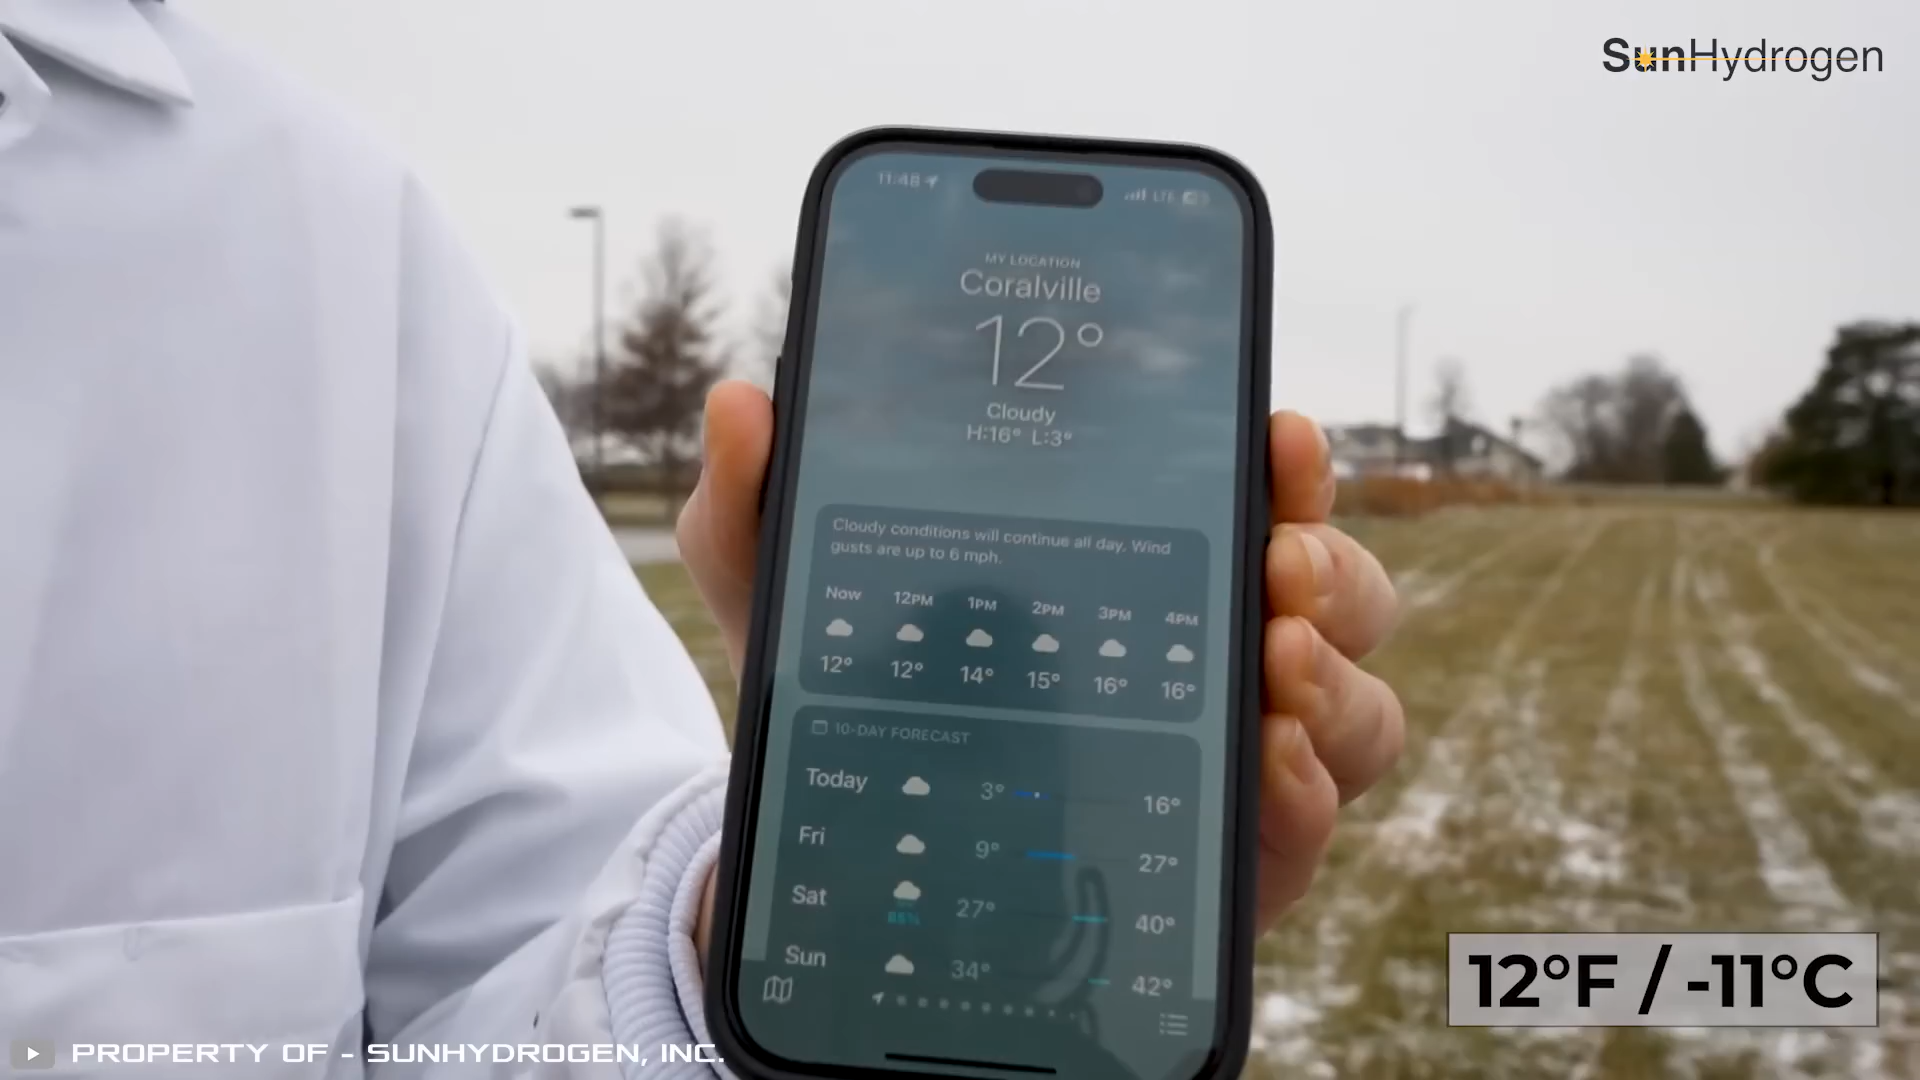 SunHydrogen
11:48 LTE
MY LOCATION
Coralville
12°
Cloudy
H:16° L:3°
Cloudy conditions will continue all day. Wind
gusts are up to 6 mph.
Now 12PM 1PM 2PM 3PM 4PM
12° 12° 14° 15° 16° 16°
10-DAY FORECAST
Today 3° 16°
Fri 9° 27°
Sat 27° 40°
Sun 34° 42°
12°F / -11°C
PROPERTY OF - SUNHYDROGEN, INC.